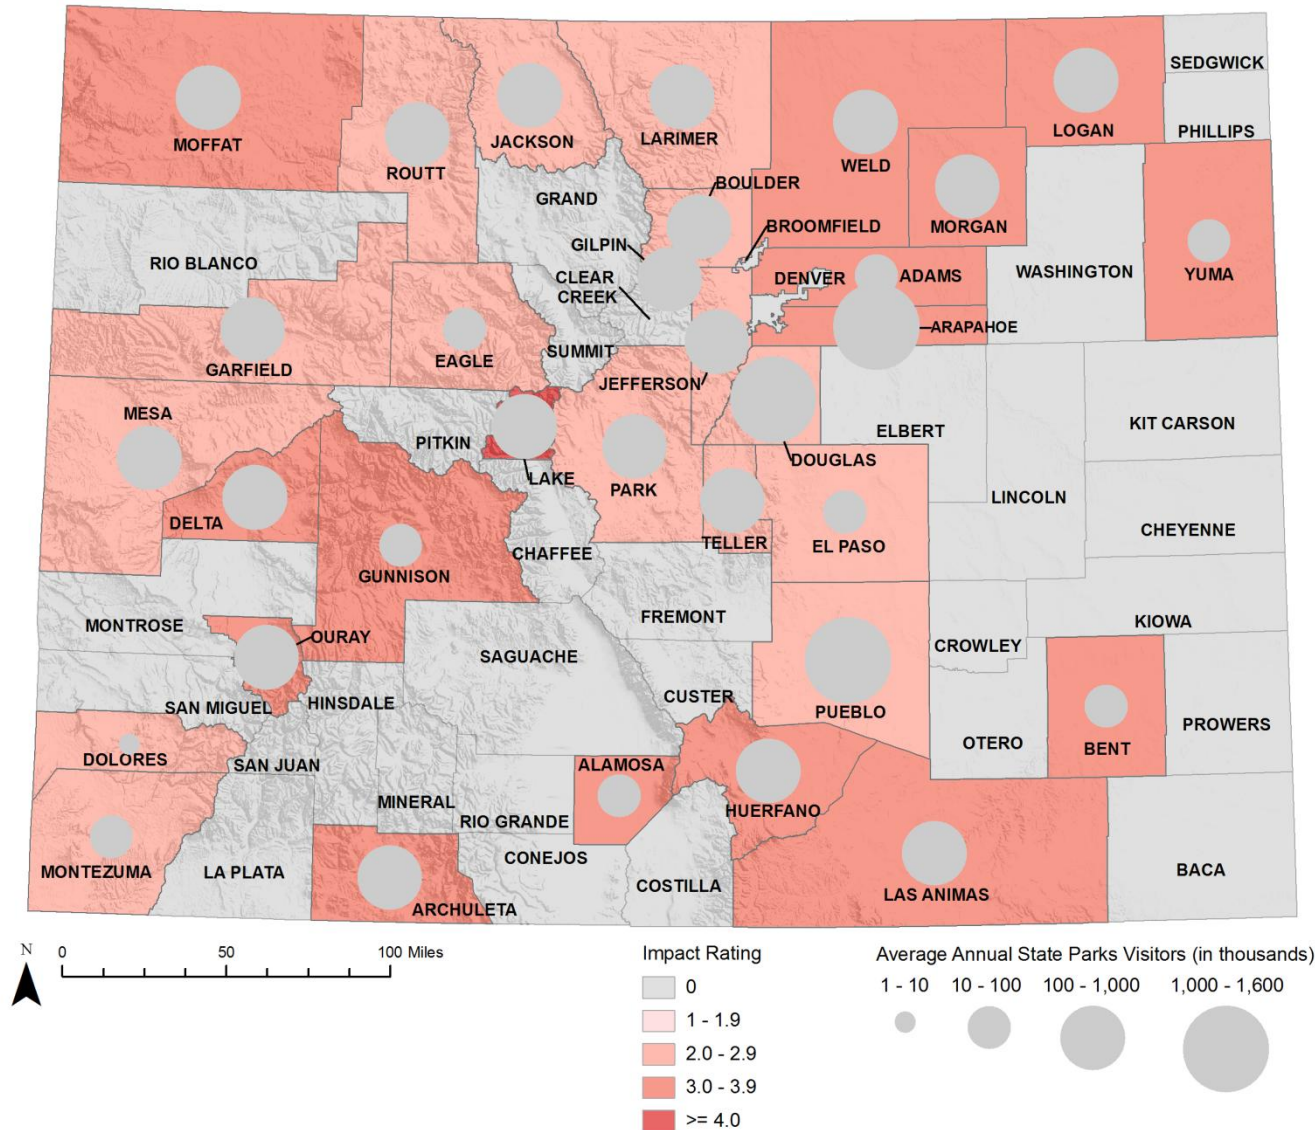 SEDGWICK
MOFFAT
ROUTT
JACKSON
LARIMER
WELD
LOGAN
PHILLIPS
GRAND
BOULDER
MORGAN
RIO BLANCO
GILPIN
BROOMFIELD
WASHINGTON
YUMA
CLEAR
CREEK
DENVER
ADAMS
ARAPAHOE
GARFIELD
EAGLE
SUMMIT
JEFFERSON
MESA
PITKIN
LAKE
PARK
DOUGLAS
ELBERT
KIT CARSON
DELTA
LINCOLN
CHAFFEE
TELLER
EL PASO
CHEYENNE
GUNNISON
MONTROSE
OURAY
FREMONT
CROWLEY
KIOWA
SAGUACHE
SAN MIGUEL
HINSDALE
CUSTER
PUEBLO
OTERO
BENT
PROWERS
DOLORES
SAN JUAN
ALAMOSA
MINERAL
RIO GRANDE
HUERFANO
MONTEZUMA
LA PLATA
ARCHULETA
CONEJOS
COSTILLA
LAS ANIMAS
BACA
N
0 50 100 Miles
Impact Rating
0
1 - 1.9
2.0 - 2.9
3.0 - 3.9
>= 4.0
Average Annual State Parks Visitors (in thousands)
1 - 10 10 - 100 100 - 1,000 1,000 - 1,600